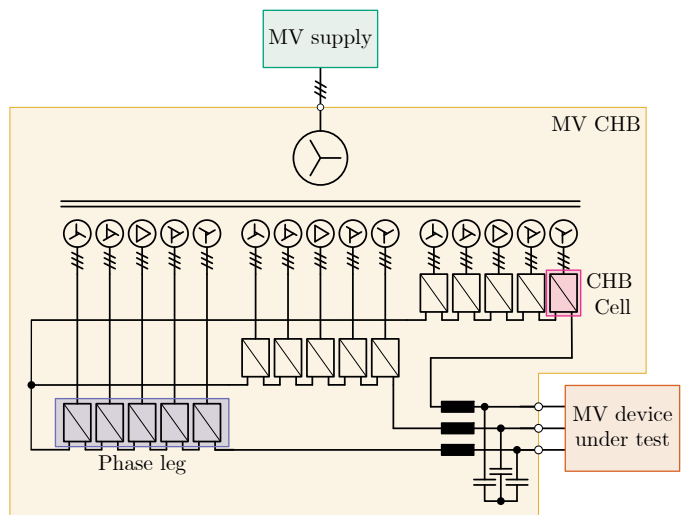 MV supply
MV CHB
CHB
Cell
MV device
under test
Phase leg